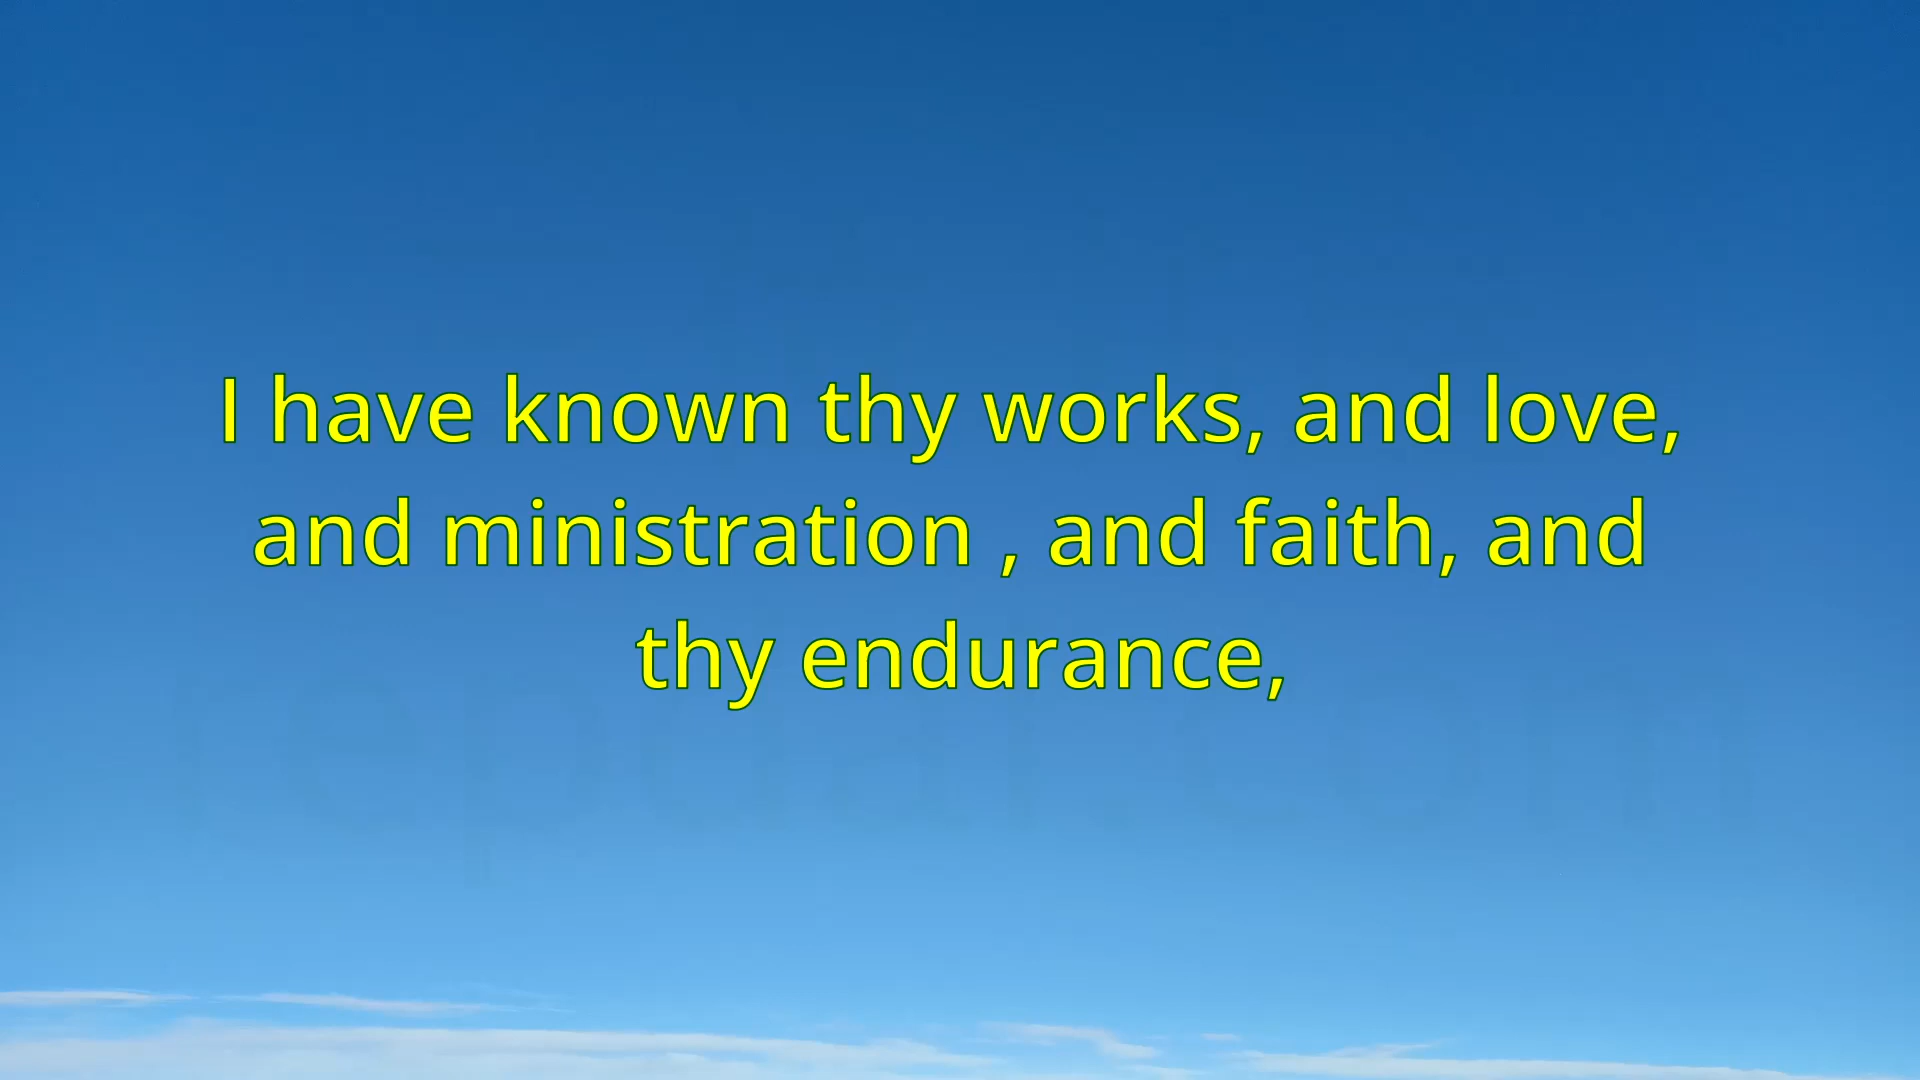 I have known thy works, and love,
and ministration , and faith, and
thy endurance,